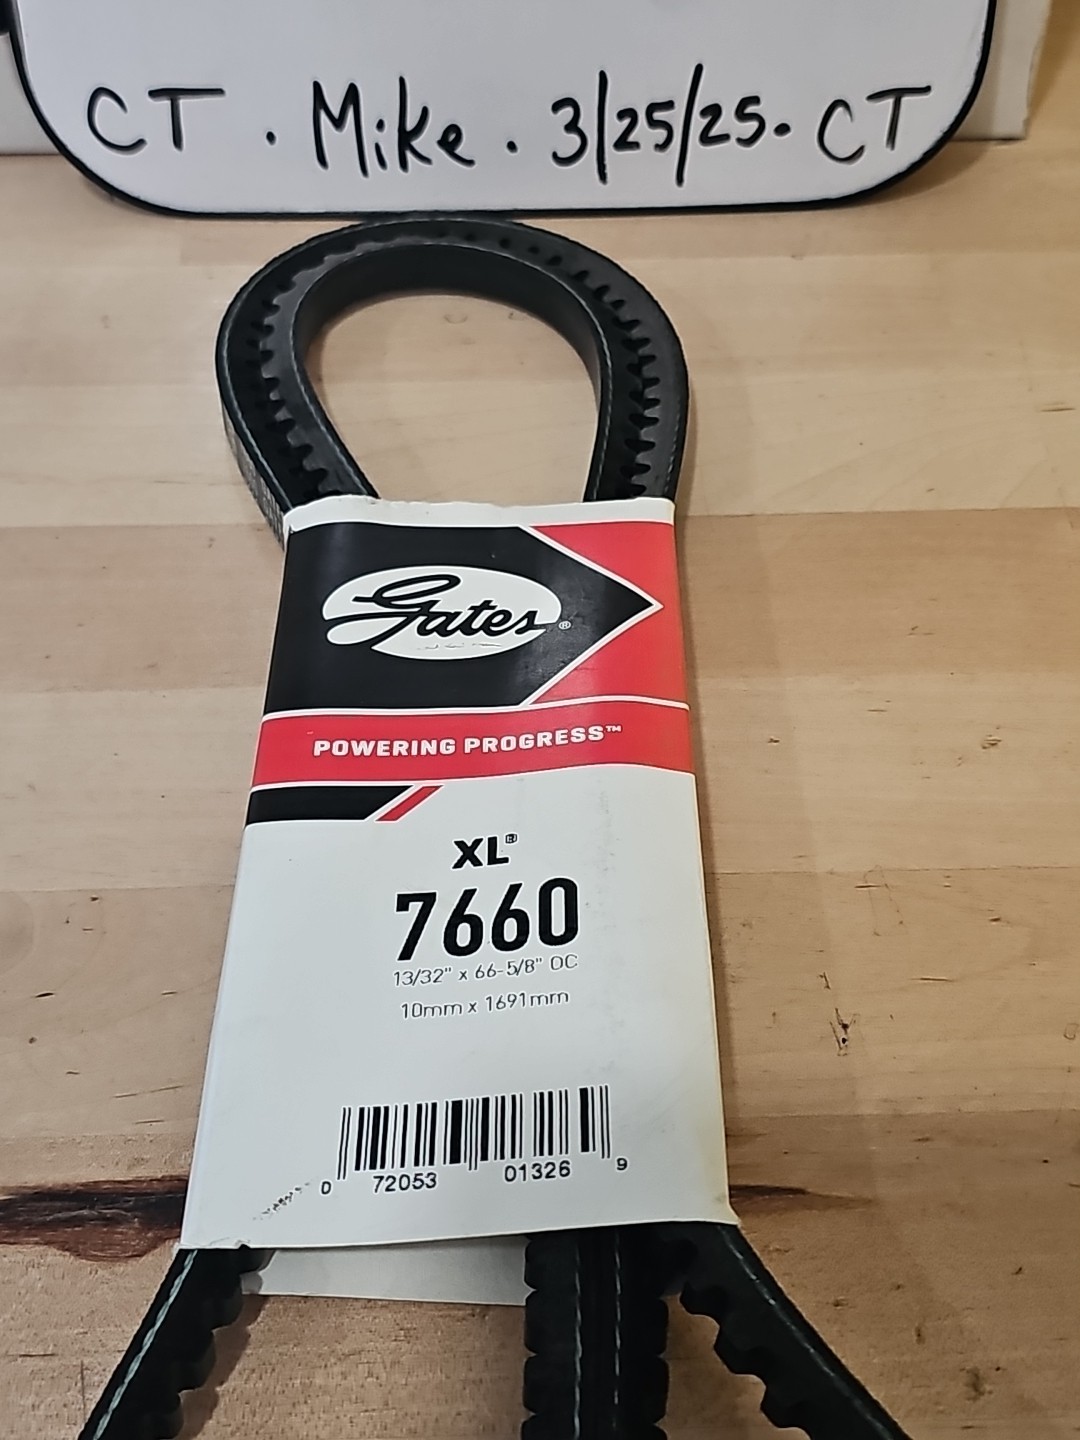 CT . Mike . 3/25/25 - CT
Gates®
POWERING PROGRESS™
XL®
7660
13/32" x 66-5/8" OC
10mm x 1691mm
0 72053 01326 9